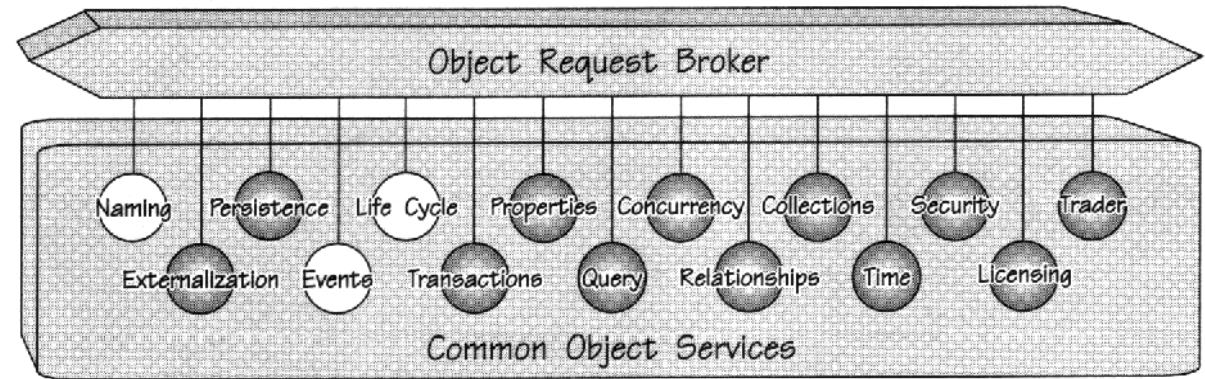 Object Request Broker
Naming Persistence Life Cycle Properties Concurrency Collections Security Trader
Externalization Events Transactions Query Relationships Time Licensing
Common Object Services